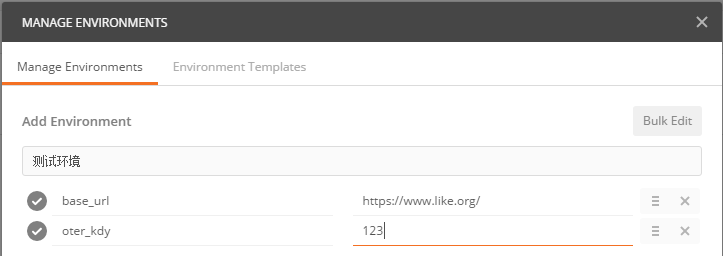 MANAGE ENVIRONMENTS
Manage Environments Environment Templates
Add Environment Bulk Edit
测试环境
base_url https://www.like.org/
oter_kdy 123